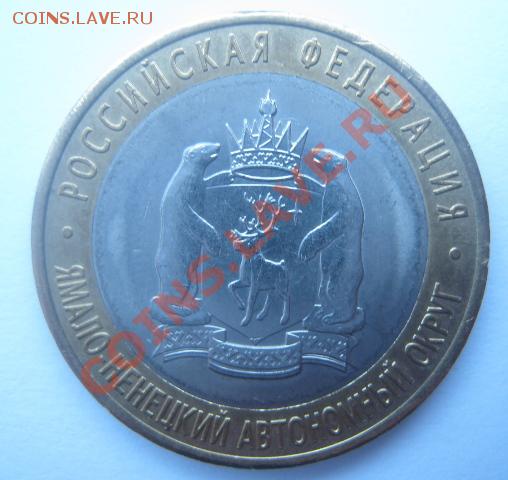 COINS.LAVE.RU
• РОССИЙСКАЯ ФЕДЕРАЦИЯ •
ЯМАЛО-НЕНЕЦКИЙ АВТОНОМНЫЙ ОКРУГ
COINS.LAVE.RU